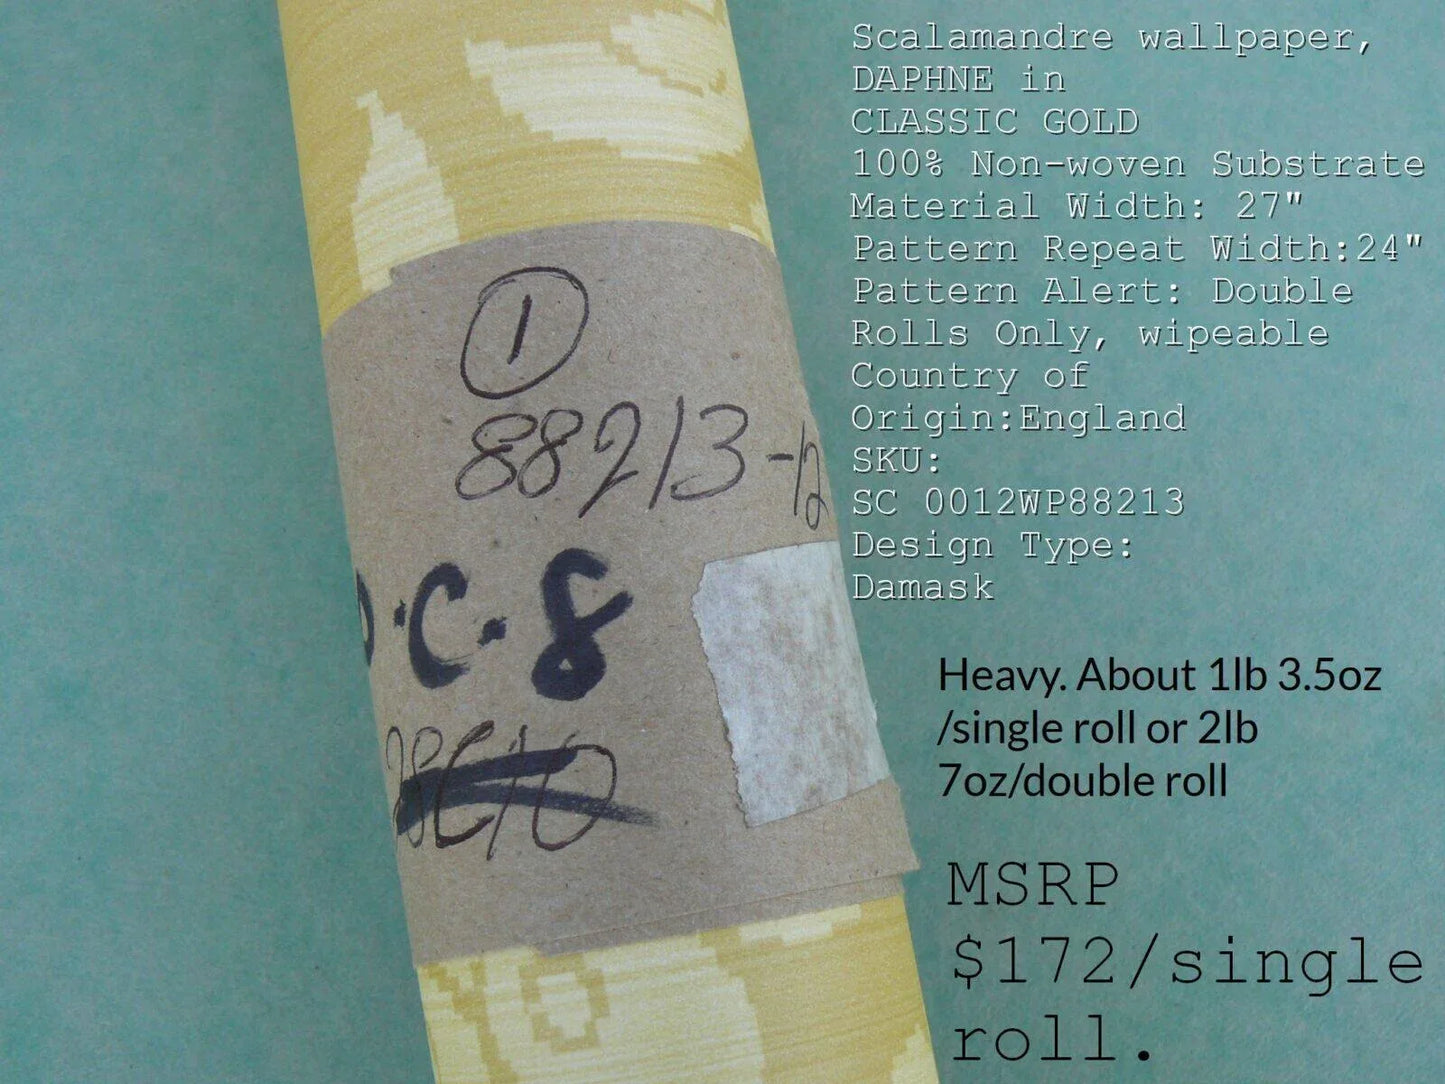 1
88213-12
.C.8
Scalamandre wallpaper,
DAPHNE in
CLASSIC GOLD
100% Non-woven Substrate
Material Width: 27"
Pattern Repeat Width:24"
Pattern Alert: Double
Rolls Only, wipeable
Country of
Origin:England
SKU:
SC 0012WP88213
Design Type:
Damask
Heavy. About 1lb 3.5oz
/single roll or 2lb
7oz/double roll
MSRP
$172/single
roll.